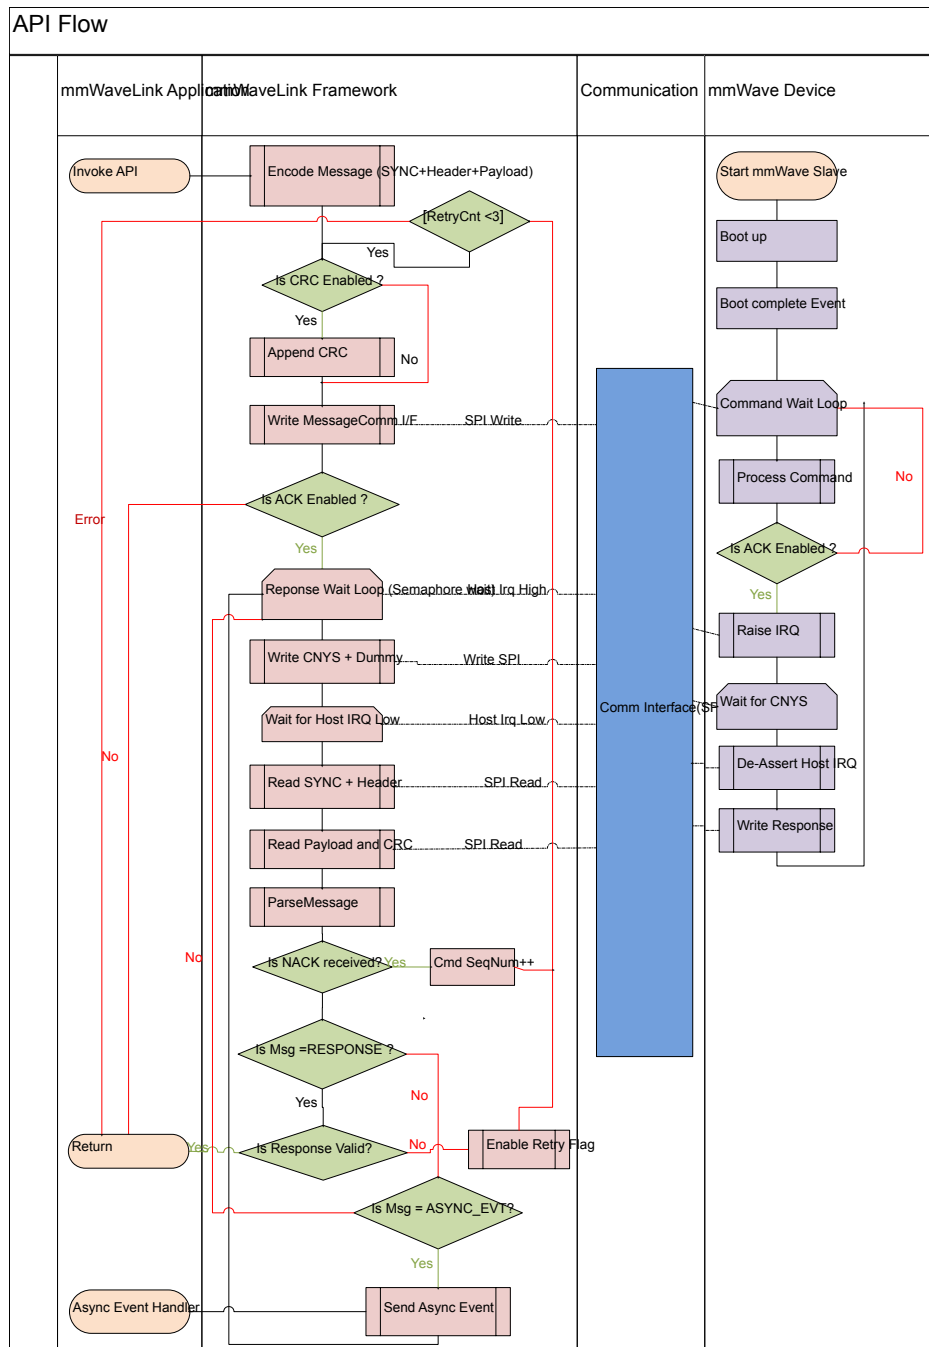 API Flow
mmWaveLink Application
mmWaveLink Framework
Communication
mmWave Device
Invoke API
Encode Message (SYNC+Header+Payload)
Start mmWave Slave
[RetryCnt <3]
Boot up
Yes
Is CRC Enabled ?
Boot complete Event
Yes
Append CRC
No
Command Wait Loop
Write MessageComm I/F
SPI Write
Process Command
No
Is ACK Enabled ?
Error
Is ACK Enabled ?
Yes
Reponse Wait Loop (Semaphore wait)
Host Irq High
Yes
Raise IRQ
Write CNYS + Dummy
Write SPI
Wait for CNYS
Comm Interface(SP
Wait for Host IRQ Low
Host Irq Low
No
De-Assert Host IRQ
Read SYNC + Header
SPI Read
Write Response
Read Payload and CRC
SPI Read
ParseMessage
No
Is NACK received?
Yes
Cmd SeqNum++
Is Msg =RESPONSE ?
No
Yes
Return
Yes
Is Response Valid?
No
Enable Retry Flag
Is Msg = ASYNC_EVT?
Yes
Async Event Handler
Send Async Event